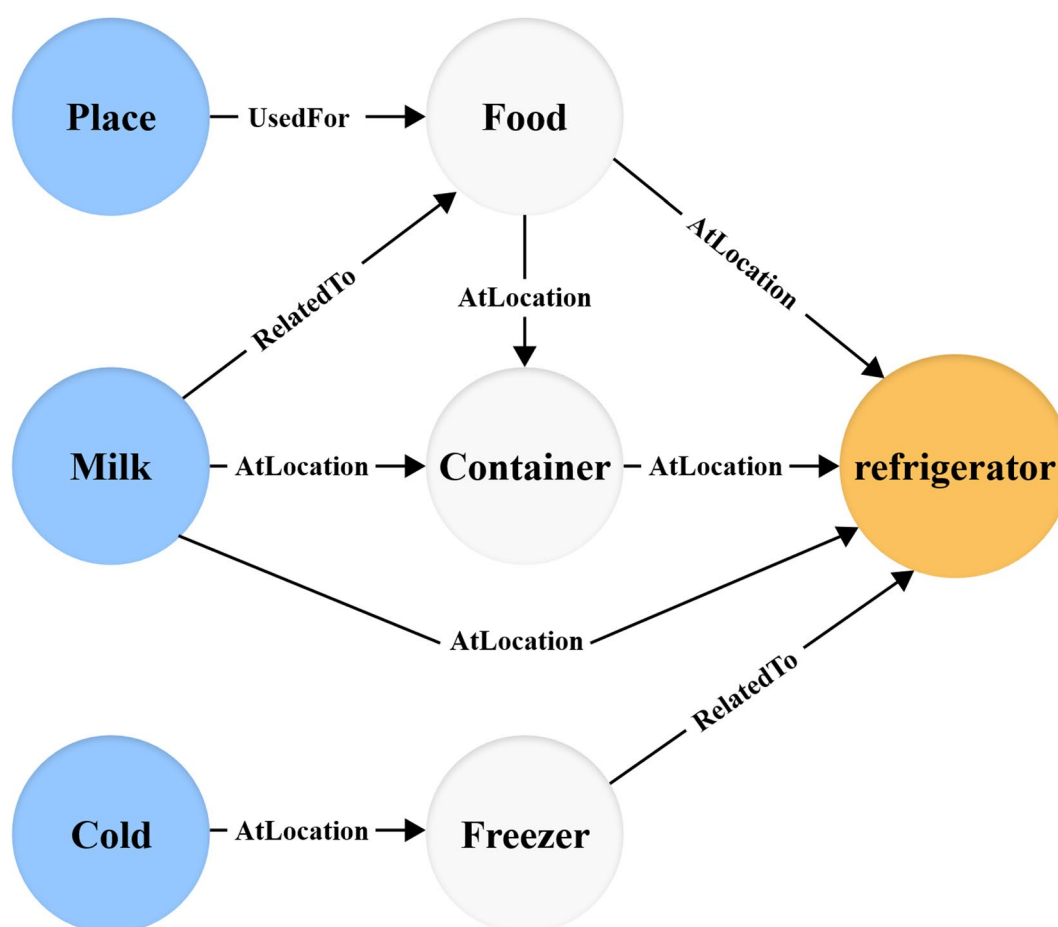 Place
UsedFor
Food
AtLocation
RelatedTo
AtLocation
Milk
AtLocation
Container
AtLocation
refrigerator
AtLocation
RelatedTo
Cold
AtLocation
Freezer